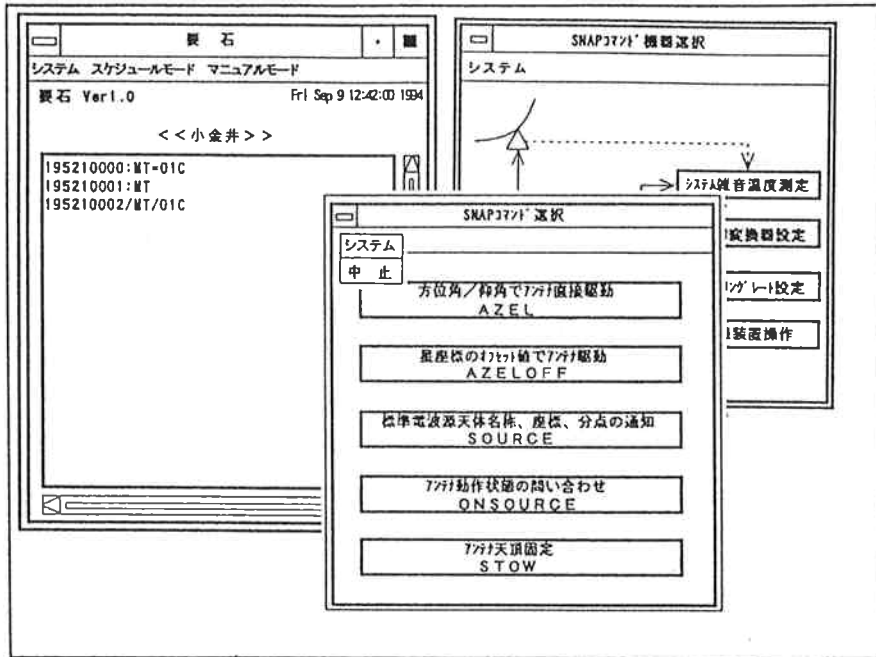 要石
システム スケジュールモード マニュアルモード
要石 Ver1.0 Fri Sep 9 12:42:00 1994
<<小金井>>
195210000:MT=01C
195210001:MT
195210002/MT/01C
SNAPコマンド機器選択
システム
システム雑音温度測定
変換器設定
リングレート設定
装置操作
SNAPコマンド選択
システム
中止
方位角/仰角でアンテナ直接駆動
AZEL
星座標のオフセット値でアンテナ駆動
AZELOFF
標準電波源天体名称、座標、分点の通知
SOURCE
アンテナ動作状態の問い合わせ
ONSOURCE
アンテナ天頂固定
STOW